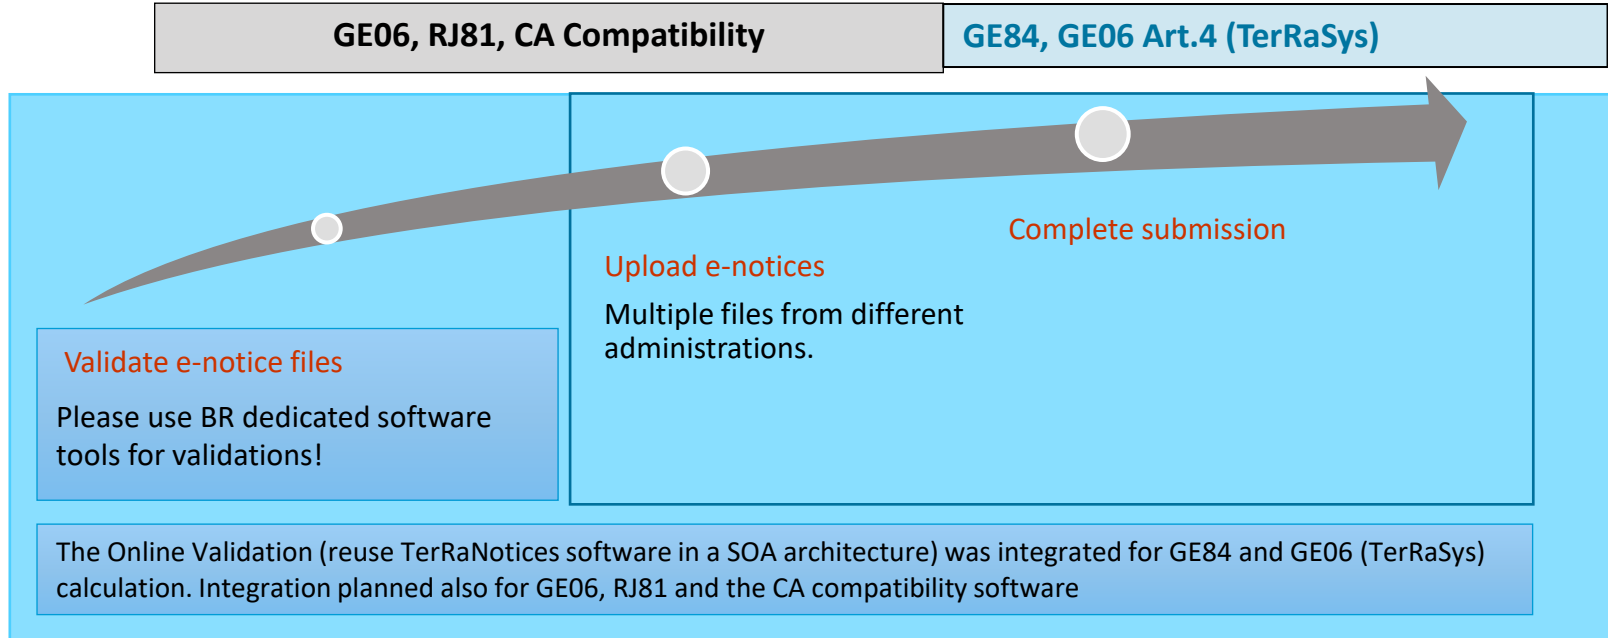 GE06, RJ81, CA Compatibility
GE84, GE06 Art.4 (TerRaSys)
Complete submission
Upload e-notices
Multiple files from different
administrations.
Validate e-notice files
Please use BR dedicated software
tools for validations!
The Online Validation (reuse TerRaNotices software in a SOA architecture) was integrated for GE84 and GE06 (TerRaSys)
calculation. Integration planned also for GE06, RJ81 and the CA compatibility software